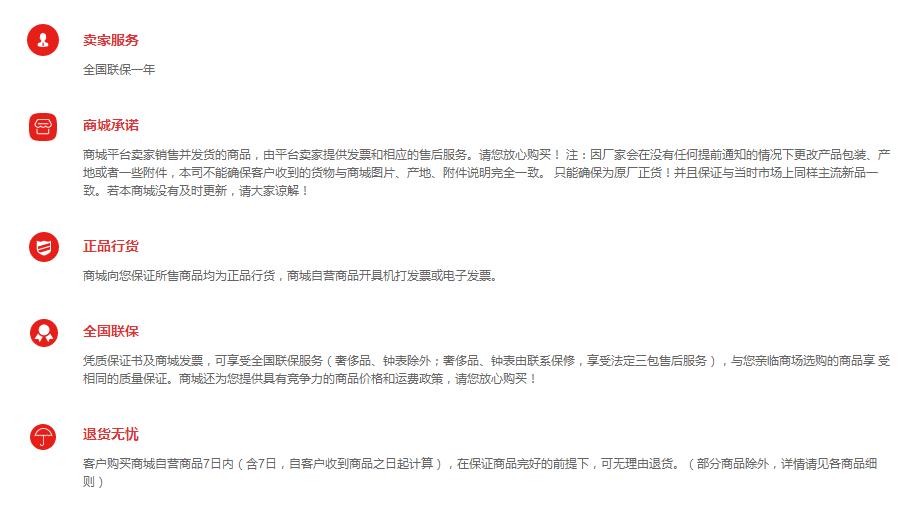 卖家服务
全国联保一年
商城承诺
商城平台卖家销售并发货的商品，由平台卖家提供发票和相应的售后服务。请您放心购买！ 注：因厂家会在没有任何提前通知的情况下更改产品包装、产
地或者一些附件，本司不能确保客户收到的货物与商城图片、产地、附件说明完全一致。 只能确保为原厂正货！并且保证与当时市场上同样主流新品一
致。若本商城没有及时更新，请大家谅解！
正品行货
商城向您保证所售商品均为正品行货，商城自营商品开具机打发票或电子发票。
全国联保
凭质保证书及商城发票，可享受全国联保服务（奢侈品、钟表除外；奢侈品、钟表由联系保修，享受法定三包售后服务），与您亲临商场选购的商品享 受
相同的质量保证。商城还为您提供具有竞争力的商品价格和运费政策，请您放心购买！
退货无忧
客户购买商城自营商品7日内（含7日，自客户收到商品之日起计算），在保证商品完好的前提下，可无理由退货。（部分商品除外，详情请见各商品细
则）